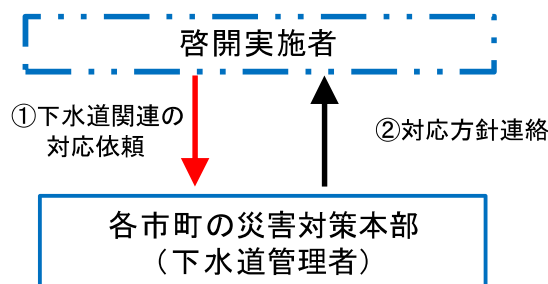 啓開実施者
①下水道関連の
対応依頼
②対応方針連絡
各市町の災害対策本部
（下水道管理者）